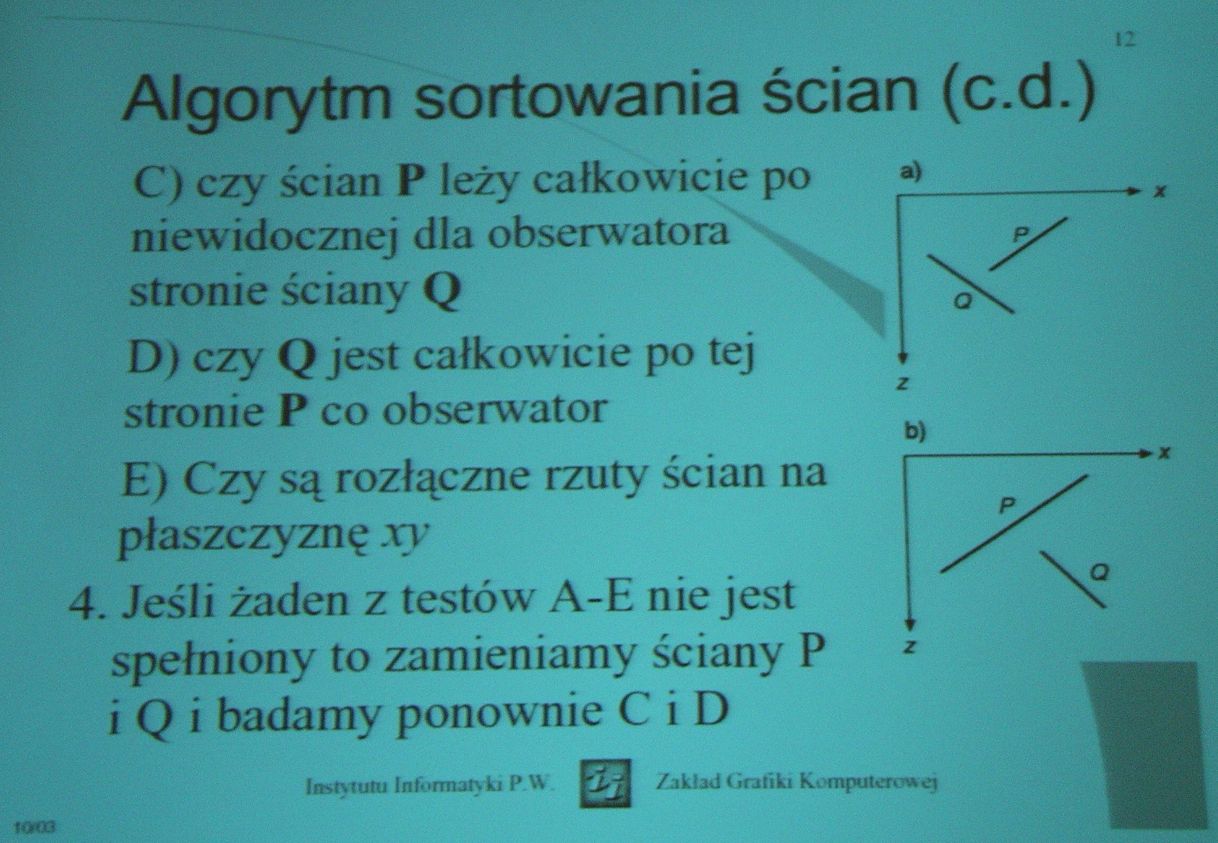 12
Algorytm sortowania ścian (c.d.)
C) czy ścian P leży całkowicie po
niewidocznej dla obserwatora
stronie ściany Q
D) czy Q jest całkowicie po tej
stronie P co obserwator
E) Czy są rozłączne rzuty ścian na
płaszczyznę xy
4. Jeśli żaden z testów A-E nie jest
spełniony to zamieniamy ściany P
i Q i badamy ponownie C i D
a)
x
P
Q
z
b)
x
P
Q
z
Instytutu Informatyki P.W.
Zakład Grafiki Komputerowej
10/03